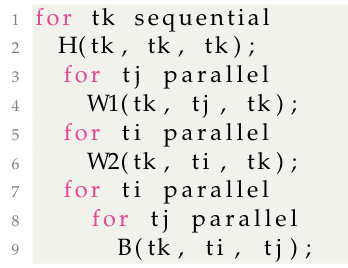 1 for tk sequential
2 H(tk, tk, tk);
3 for tj parallel
4 W1(tk, tj, tk);
5 for ti parallel
6 W2(tk, ti, tk);
7 for ti parallel
8 for tj parallel
9 B(tk, ti, tj);